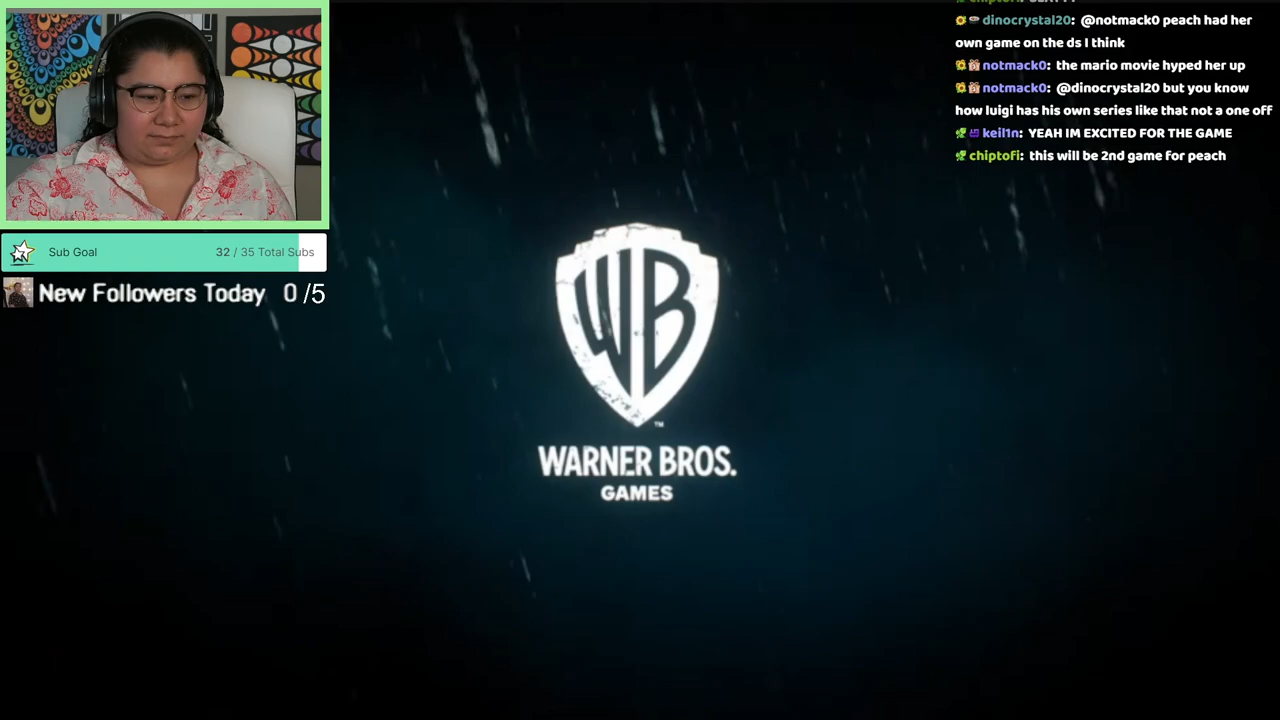 dinocrystal20: @notmack0 peach had her
own game on the ds I think
notmack0: the mario movie hyped her up
notmack0: @dinocrystal20 but you know
how luigi has his own series like that not a one off
keil1n: YEAH IM EXCITED FOR THE GAME
chiptofi: this will be 2nd game for peach
Sub Goal 32 / 35 Total Subs
New Followers Today 0 /5
WB
TM
WARNER BROS.
GAMES